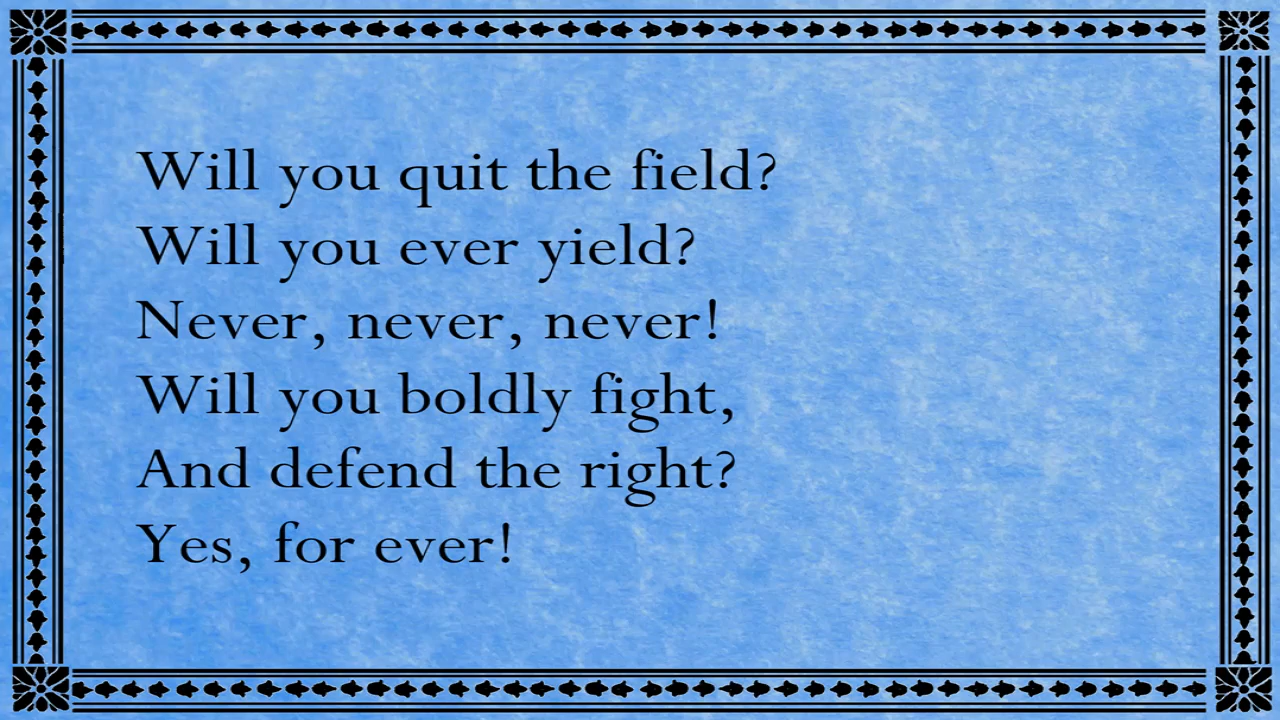 Will you quit the field?
Will you ever yield?
Never, never, never!
Will you boldly fight,
And defend the right?
Yes, for ever!